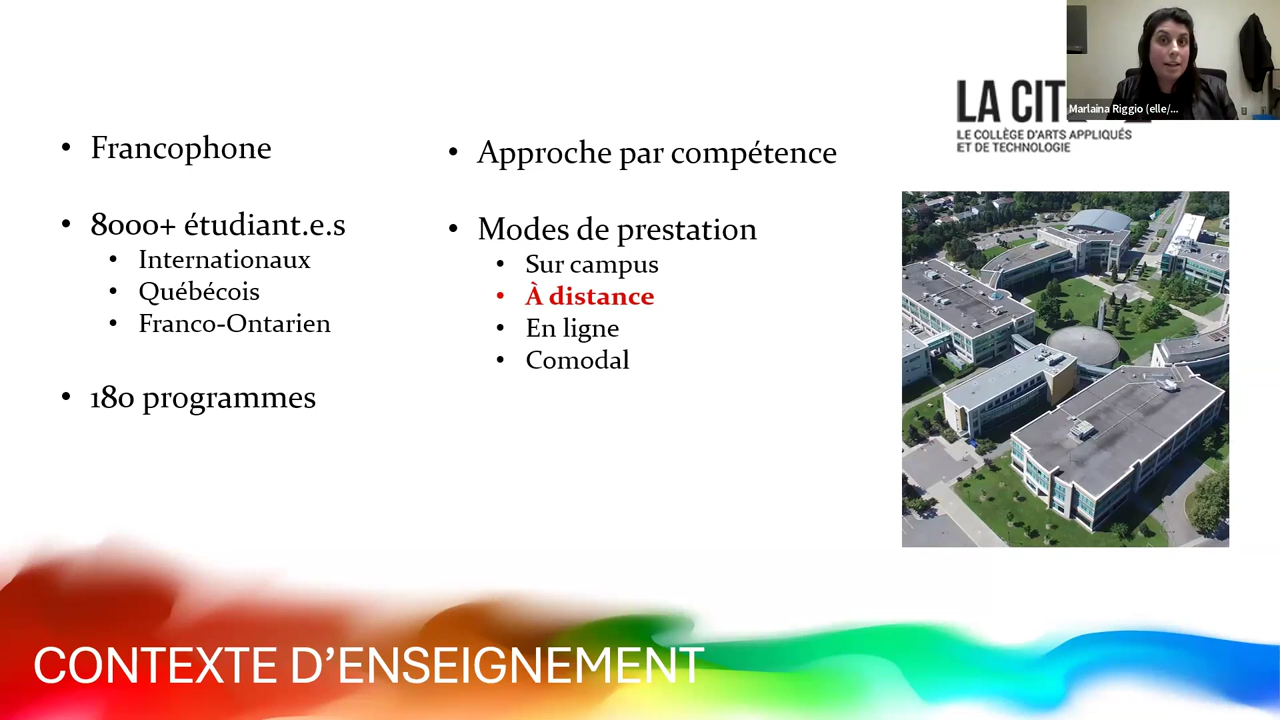 Francophone
8000+ étudiant.e.s
Internationaux
Québécois
Franco-Ontarien
180 programmes
Approche par compétence
Modes de prestation
Sur campus
À distance
En ligne
Comodal
LA CIT
LE COLLÈGE D'ARTS APPLIQUÉS
ET DE TECHNOLOGIE
Marlaina Riggio (elle/...
CONTEXTE D’ENSEIGNEMENT